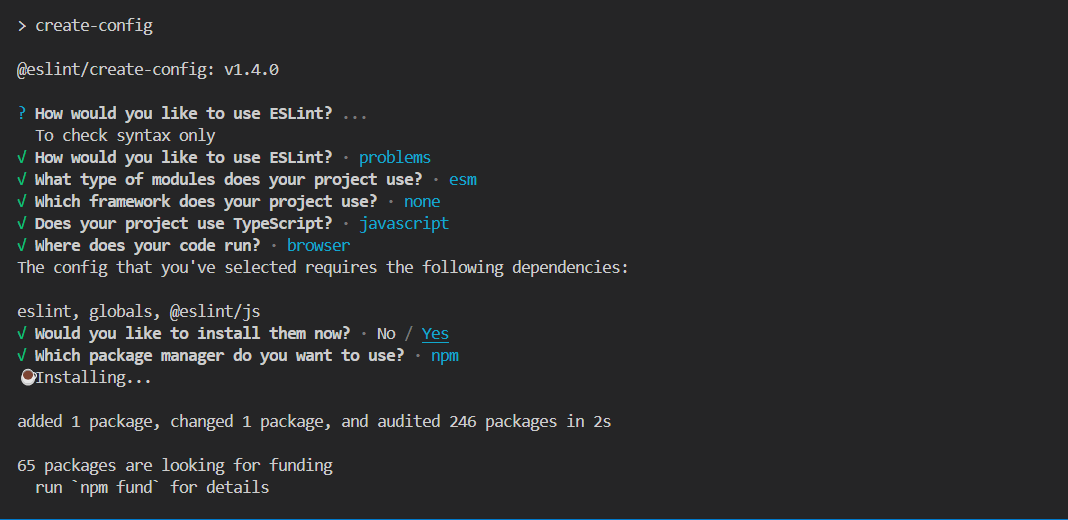 > create-config
@eslint/create-config: v1.4.0
? How would you like to use ESLint? ...
To check syntax only
√ How would you like to use ESLint? · problems
√ What type of modules does your project use? · esm
√ Which framework does your project use? · none
√ Does your project use TypeScript? · javascript
√ Where does your code run? · browser
The config that you've selected requires the following dependencies:
eslint, globals, @eslint/js
√ Would you like to install them now? · No / Yes
√ Which package manager do you want to use? · npm
☕Installing...
added 1 package, changed 1 package, and audited 246 packages in 2s
65 packages are looking for funding
run `npm fund` for details